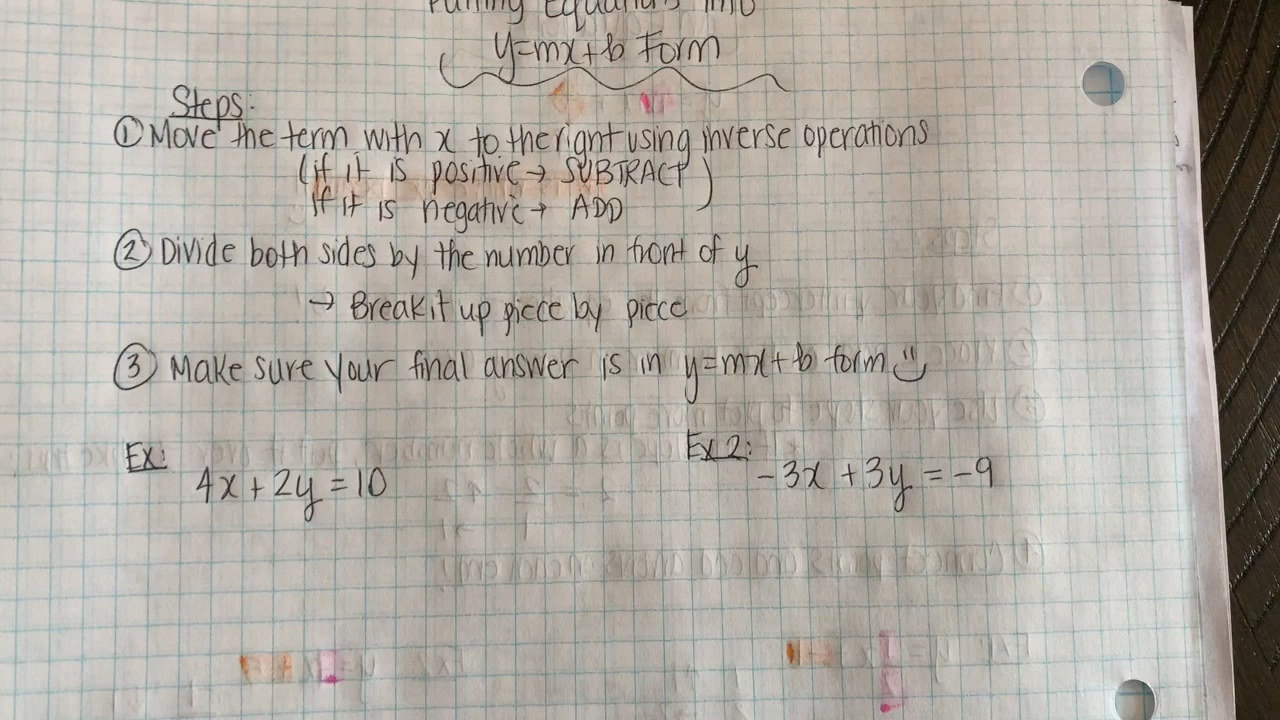 Putting Equations into
y=mx+b Form
Steps:
① Move the term with x to the right using inverse operations
(if it is positive → SUBTRACT)
If it is negative → ADD
② Divide both sides by the number in front of y
→ Break it up piece by piece
③ Make sure your final answer is in y=mx+b form
Ex:
4x+2y=10
Ex 2:
-3x+3y=-9